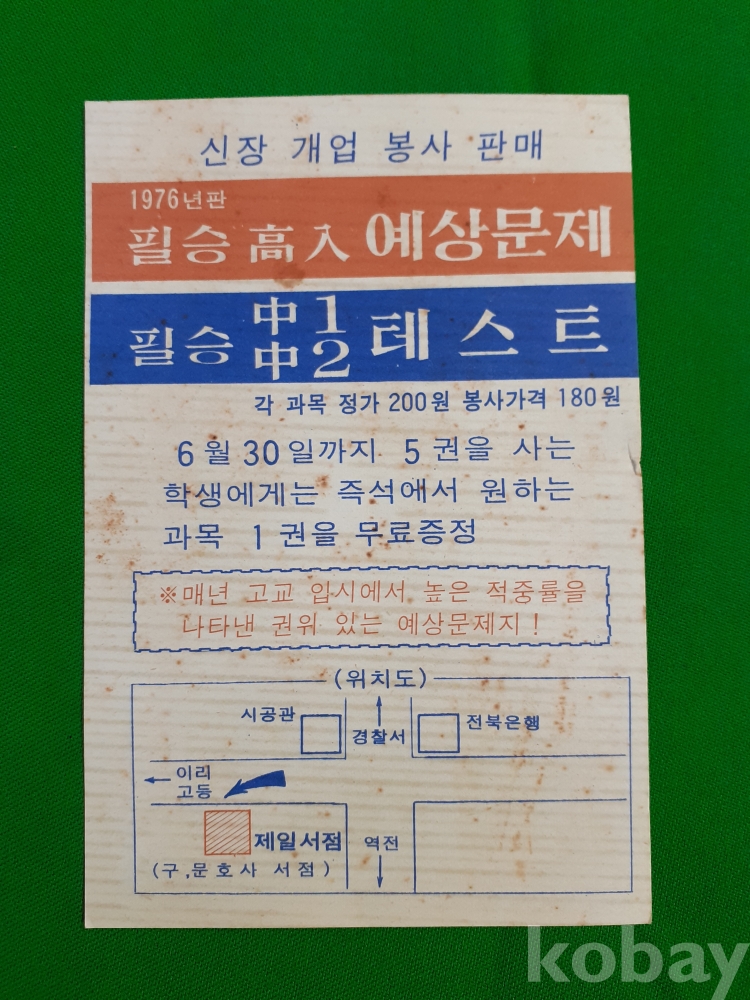 신장 개업 봉사 판매
1976년판
필승 高入 예상문제
필승 中1 中2 테스트
각 과목 정가 200원 봉사가격 180원
6월 30일까지 5권을 사는
학생에게는 즉석에서 원하는
과목 1권을 무료증정
※매년 고교 입시에서 높은 적중률을
나타낸 권위 있는 예상문제지!
(위치도)
시공관
경찰서
전북은행
이리
고등
제일서점
(구,문호사 서점)
역전
kobay